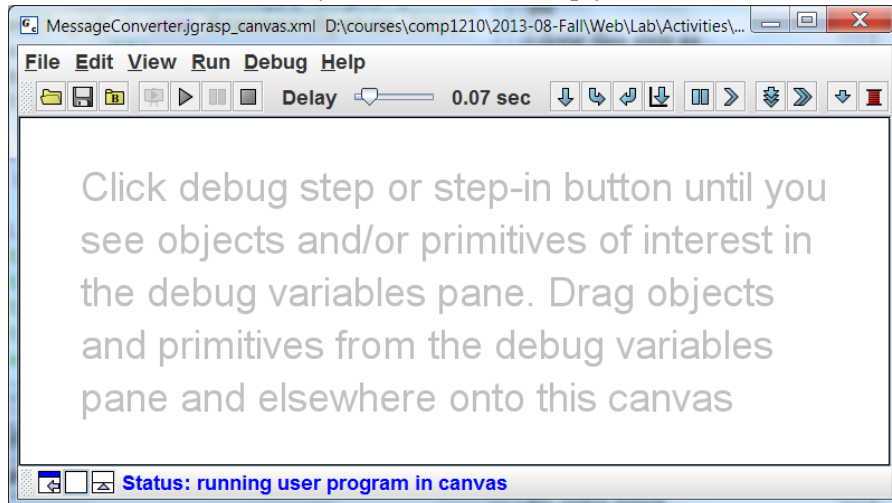 MessageConverter.jgrasp_canvas.xml D:\courses\comp1210\2013-08-Fall\Web\Lab\Activities\...
File Edit View Run Debug Help
Delay 0.07 sec
Click debug step or step-in button until you
see objects and/or primitives of interest in
the debug variables pane. Drag objects
and primitives from the debug variables
pane and elsewhere onto this canvas
Status: running user program in canvas